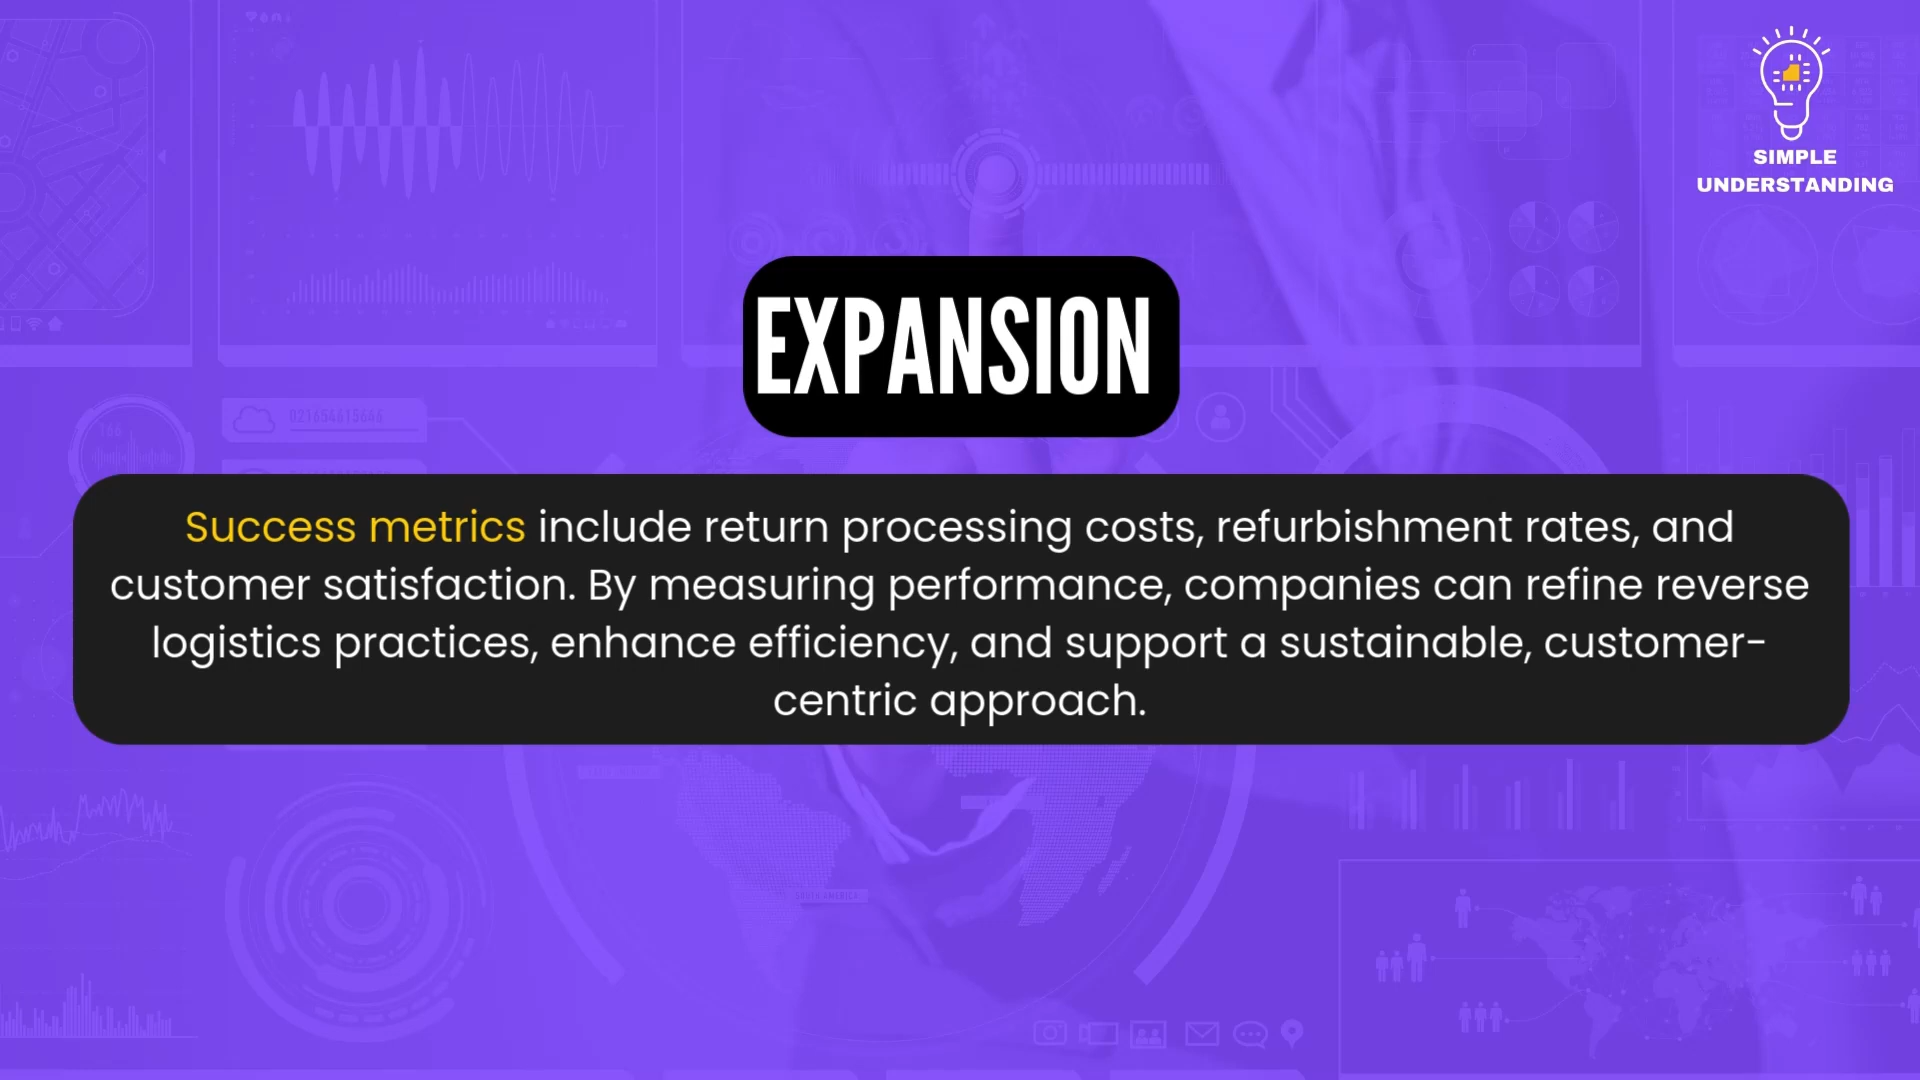 SIMPLE
UNDERSTANDING
EXPANSION
Success metrics include return processing costs, refurbishment rates, and
customer satisfaction. By measuring performance, companies can refine reverse
logistics practices, enhance efficiency, and support a sustainable, customer-
centric approach.